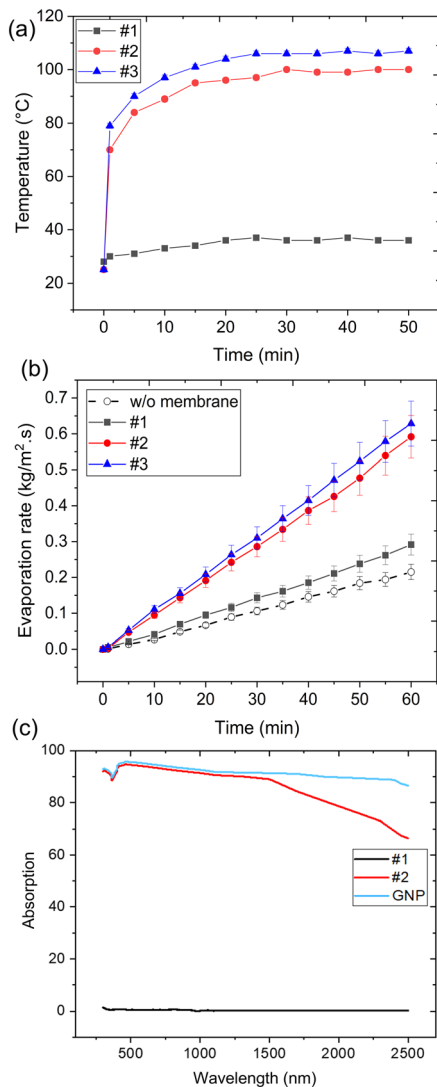 (a)
#1
#2
#3
120
100
80
60
40
20
Temperature (°C)
0 10 20 30 40 50
Time (min)
(b)
w/o membrane
#1
#2
#3
0.7
0.6
0.5
0.4
0.3
0.2
0.1
0.0
Evaporation rate (kg/m².s)
0 10 20 30 40 50 60
Time (min)
(c)
100
80
60
40
20
0
Absorption
#1
#2
GNP
500 1000 1500 2000 2500
Wavelength (nm)